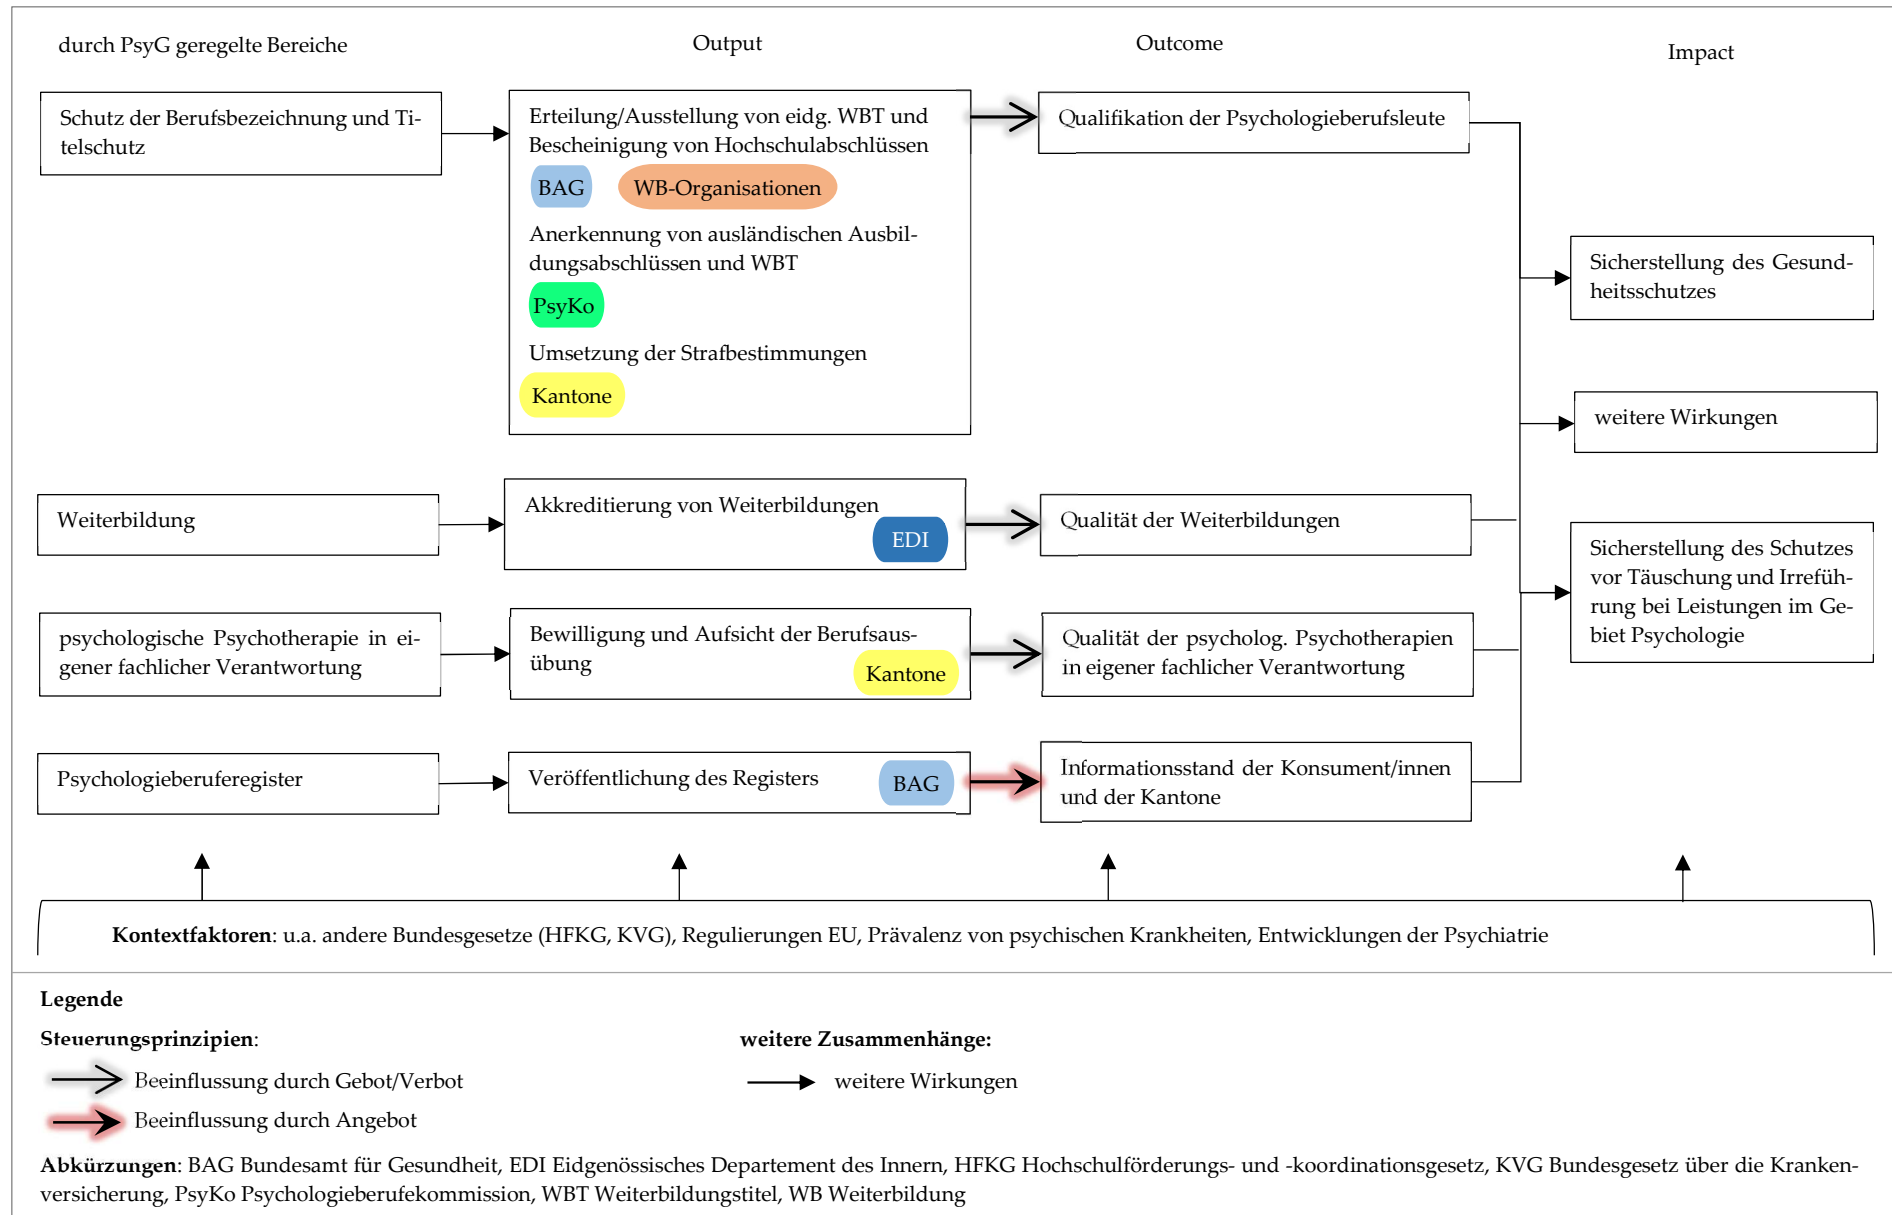 durch PsyG geregelte Bereiche
Output
Outcome
Impact
Schutz der Berufsbezeichnung und Ti-
telschutz
Erteilung/Ausstellung von eidg. WBT und
Bescheinigung von Hochschulabschlüssen
BAG
WB-Organisationen
Anerkennung von ausländischen Ausbil-
dungsabschlüssen und WBT
PsyKo
Umsetzung der Strafbestimmungen
Kantone
Qualifikation der Psychologieberufsleute
Sicherstellung des Gesund-
heitsschutzes
weitere Wirkungen
Weiterbildung
Akkreditierung von Weiterbildungen
EDI
Qualität der Weiterbildungen
Sicherstellung des Schutzes
vor Täuschung und Irrefüh-
rung bei Leistungen im Ge-
biet Psychologie
psychologische Psychotherapie in ei-
gener fachlicher Verantwortung
Bewilligung und Aufsicht der Berufsaus-
übung
Kantone
Qualität der psycholog. Psychotherapien
in eigener fachlicher Verantwortung
Psychologieberuferegister
Veröffentlichung des Registers
BAG
Informationsstand der Konsument/innen
und der Kantone
Kontextfaktoren: u.a. andere Bundesgesetze (HFKG, KVG), Regulierungen EU, Prävalenz von psychischen Krankheiten, Entwicklungen der Psychiatrie
Legende
Steuerungsprinzipien:
weitere Zusammenhänge:
Beeinflussung durch Gebot/Verbot
weitere Wirkungen
Beeinflussung durch Angebot
Abkürzungen: BAG Bundesamt für Gesundheit, EDI Eidgenössisches Departement des Innern, HFKG Hochschulförderungs- und -koordinationsgesetz, KVG Bundesgesetz über die Kranken-
versicherung, PsyKo Psychologieberufekommission, WBT Weiterbildungstitel, WB Weiterbildung